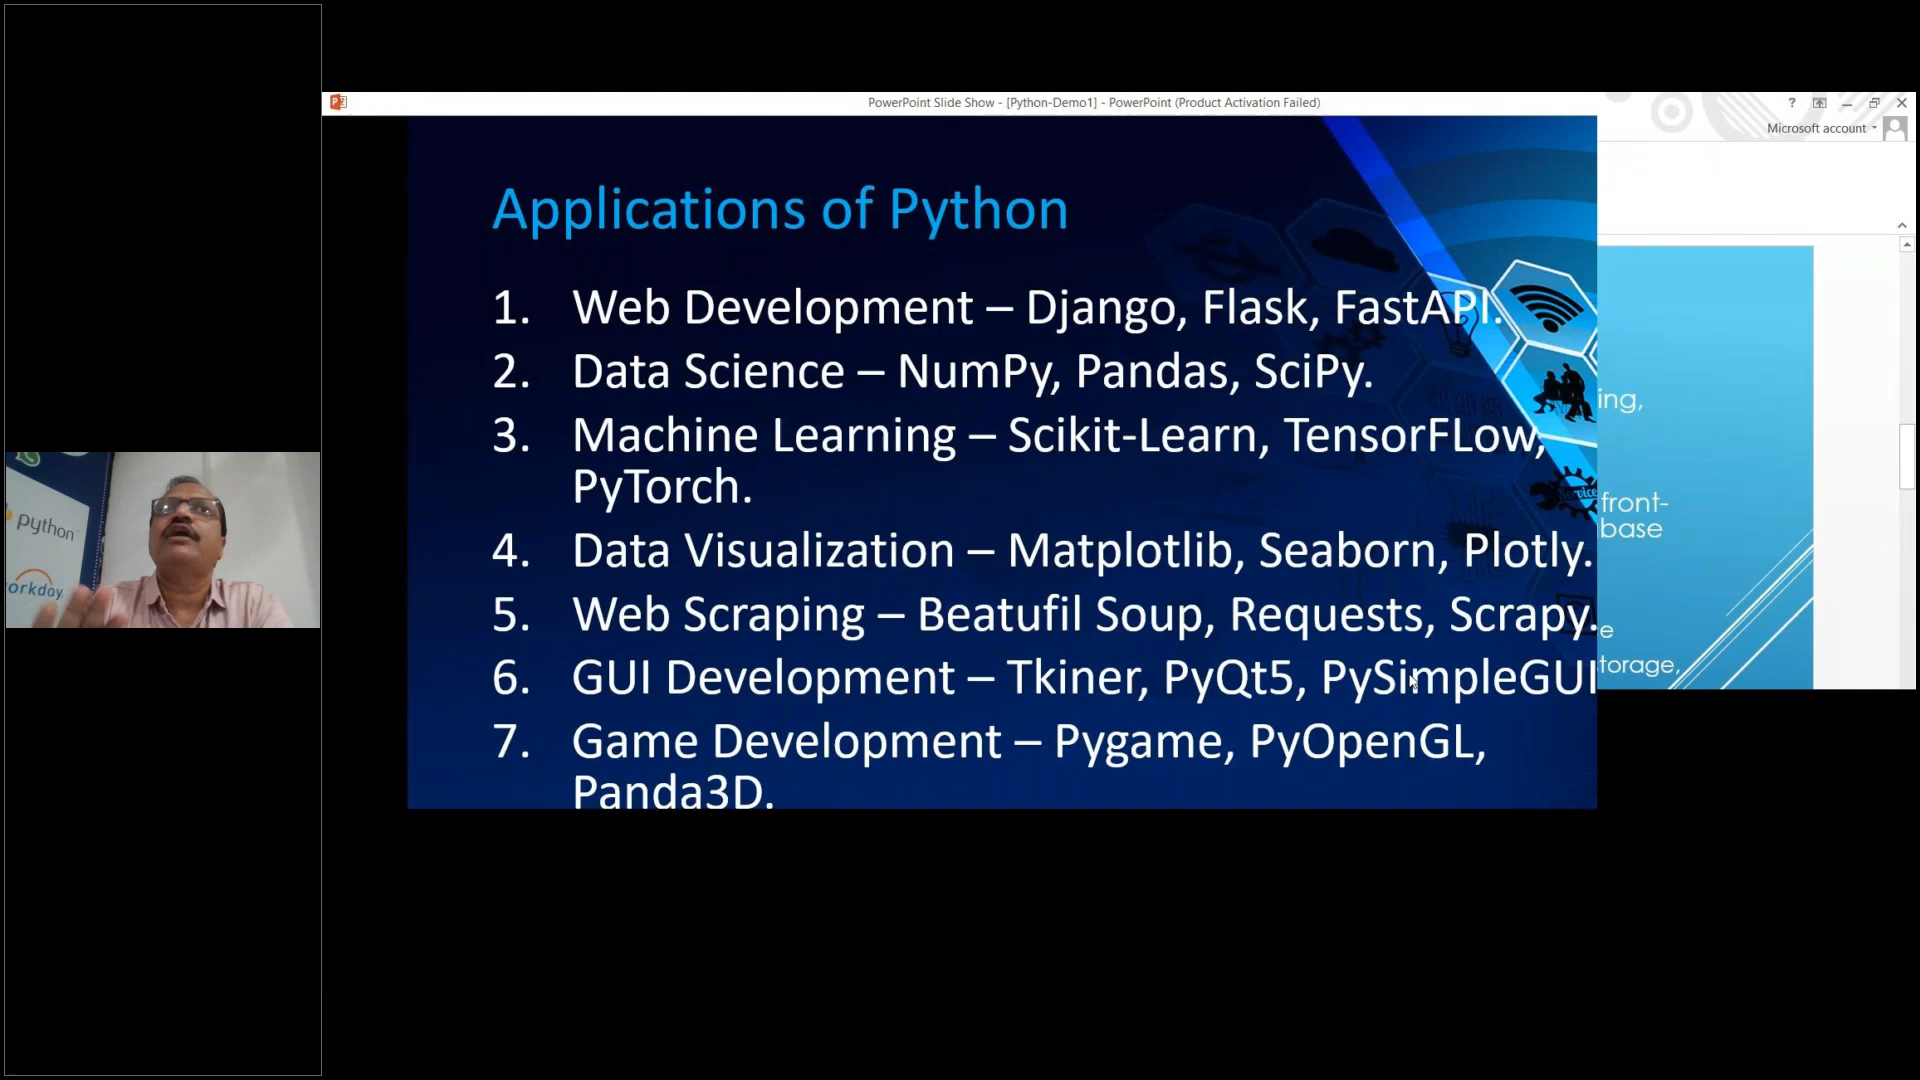 PowerPoint Slide Show - [Python-Demo1] - PowerPoint (Product Activation Failed)
?
Microsoft account
Applications of Python
1. Web Development – Django, Flask, FastAPI.
2. Data Science – NumPy, Pandas, SciPy.
3. Machine Learning – Scikit-Learn, TensorFLow,
PyTorch.
4. Data Visualization – Matplotlib, Seaborn, Plotly.
5. Web Scraping – Beatufil Soup, Requests, Scrapy.
6. GUI Development – Tkiner, PyQt5, PySimpleGUI
7. Game Development – Pygame, PyOpenGL,
Panda3D.
Service
ing,
front-
base
e
torage,
python
orkday